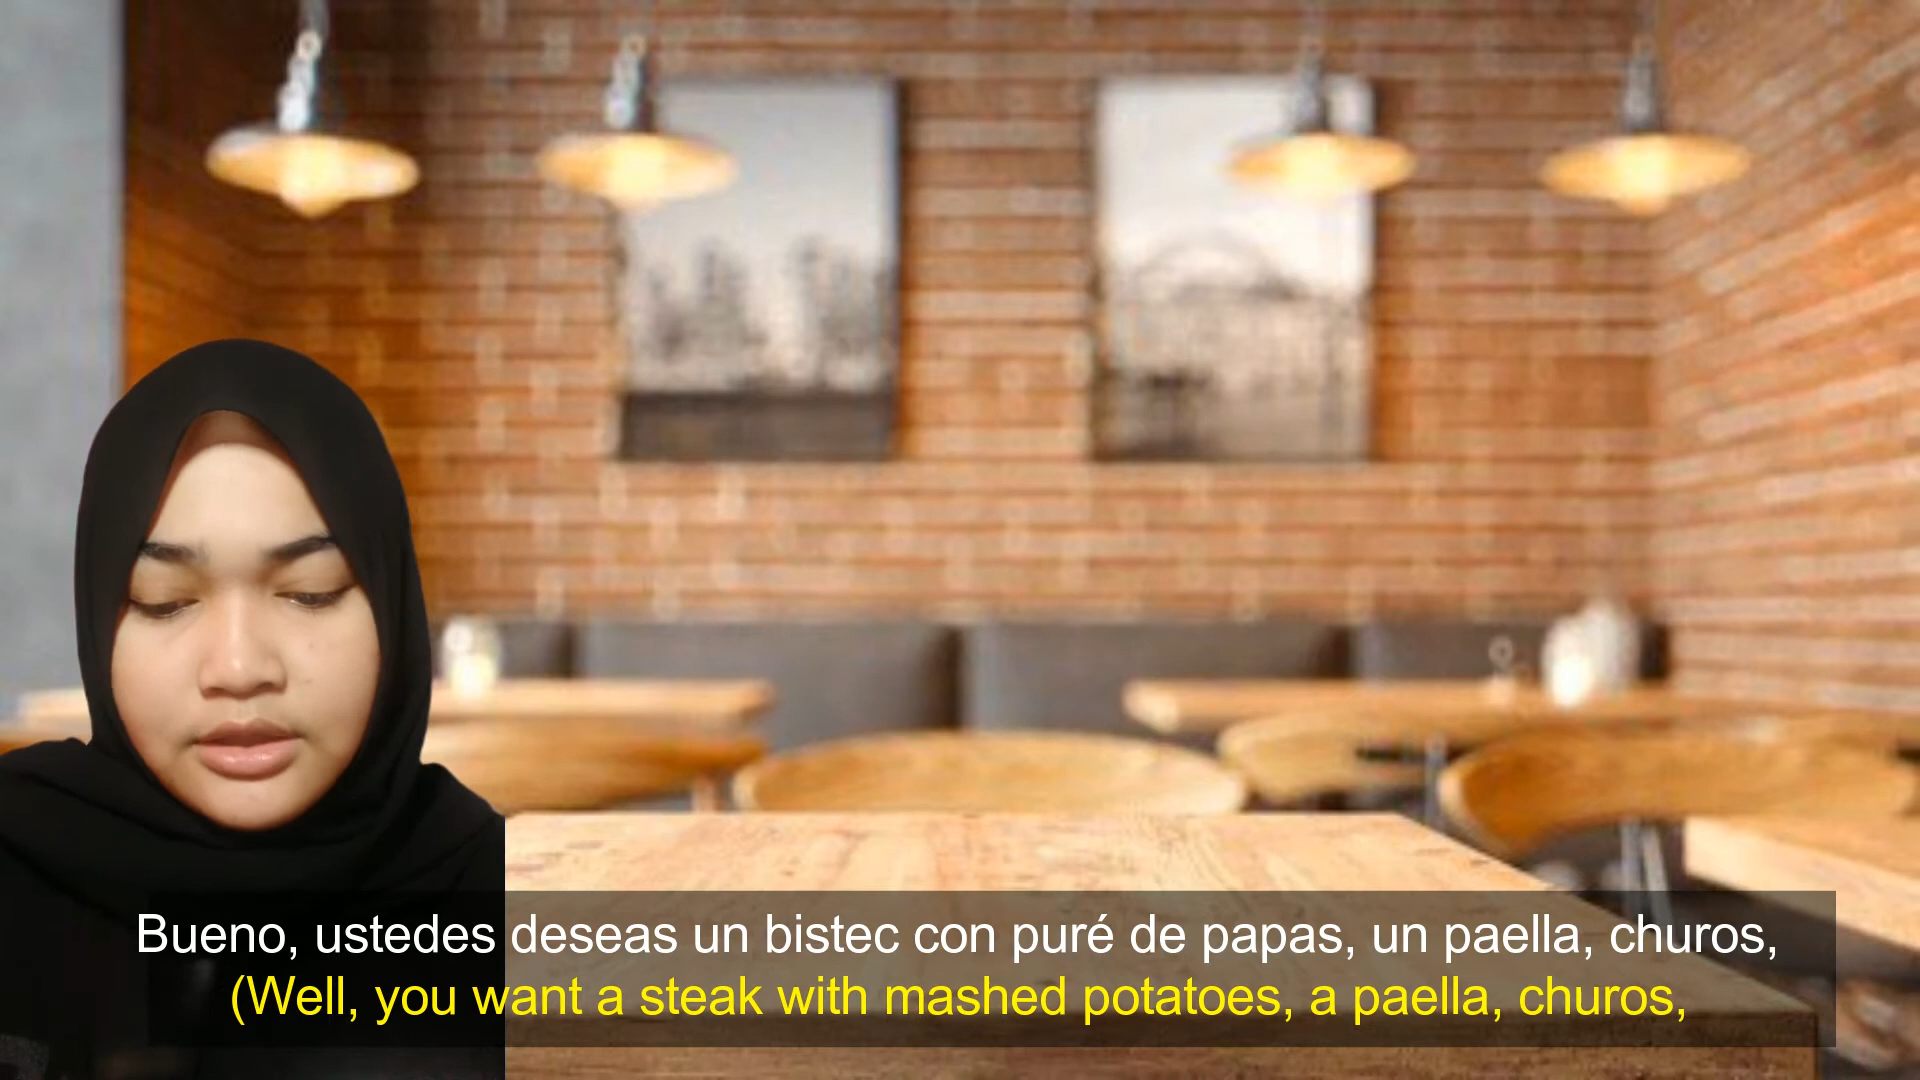 Bueno, ustedes deseas un bistec con puré de papas, un paella, churos,
(Well, you want a steak with mashed potatoes, a paella, churos,